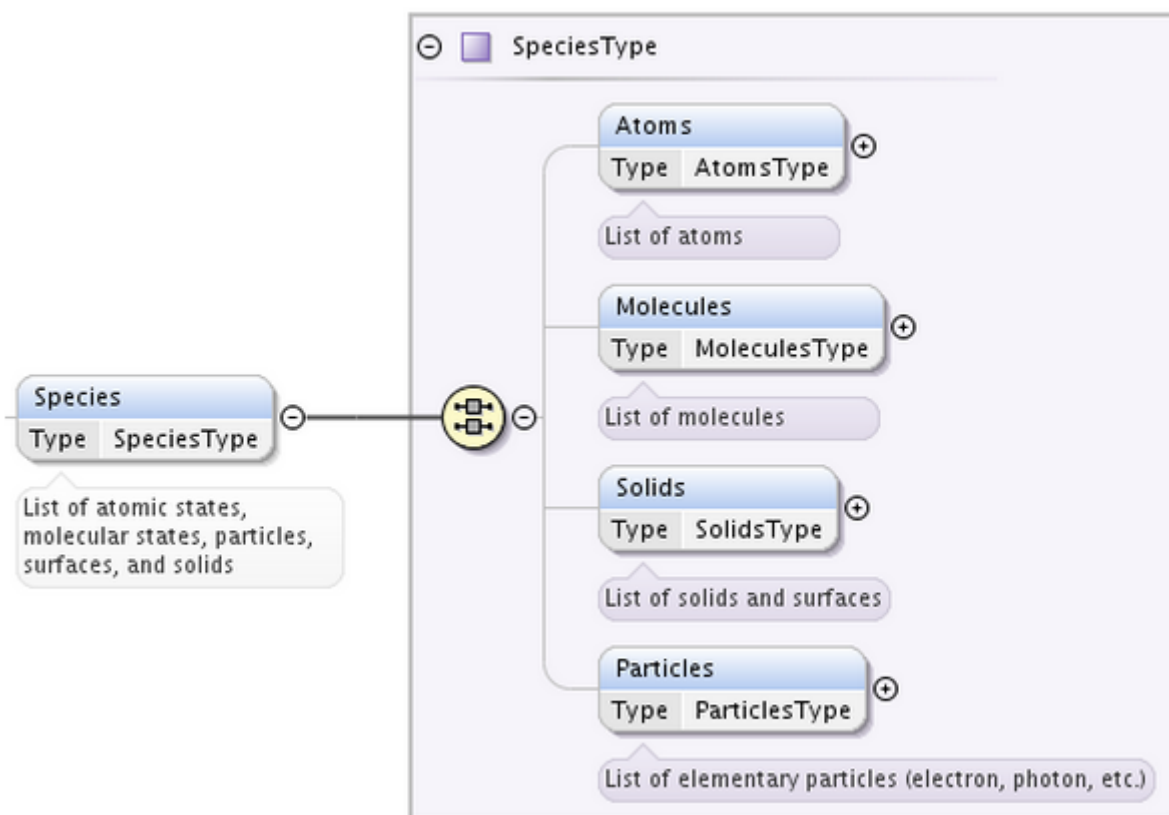 SpeciesType
Atoms
Type AtomsType
List of atoms
Molecules
Type MoleculesType
List of molecules
Species
Type SpeciesType
List of atomic states,
molecular states, particles,
surfaces, and solids
Solids
Type SolidsType
List of solids and surfaces
Particles
Type ParticlesType
List of elementary particles (electron, photon, etc.)